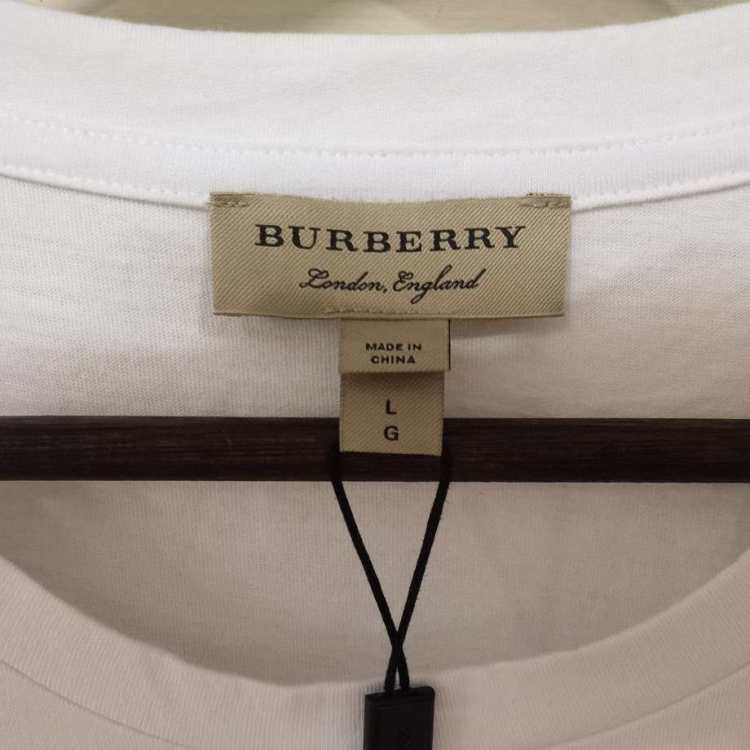 BURBERRY
London, England
MADE IN
CHINA
L
G